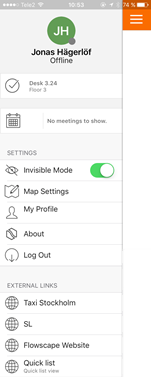 Tele2
10:53
74 %
JH
Jonas Hägerlöf
Offline
Desk 3.24
Floor 3
No meetings to show.
SETTINGS
Invisible Mode
Map Settings
My Profile
About
Log Out
EXTERNAL LINKS
Taxi Stockholm
SL
Flowscape Website
Quick list
Quick list view